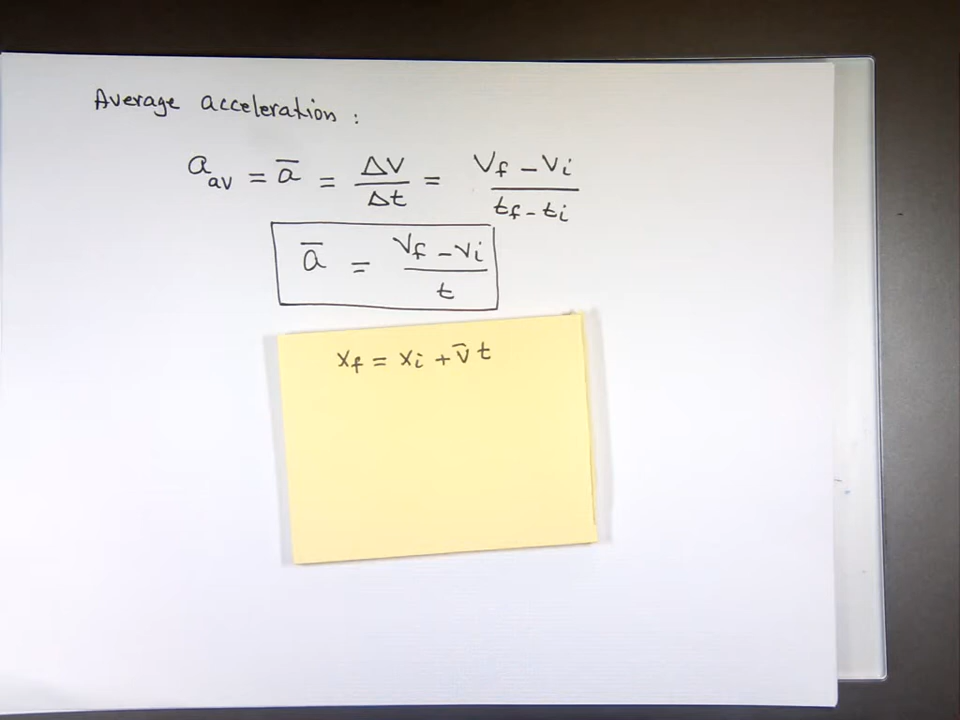 Average acceleration :
a_av = a̅ = Δv/Δt = (v_f - v_i)/(t_f - t_i)
a̅ = (v_f - v_i)/t
x_f = x_i + v̅ t